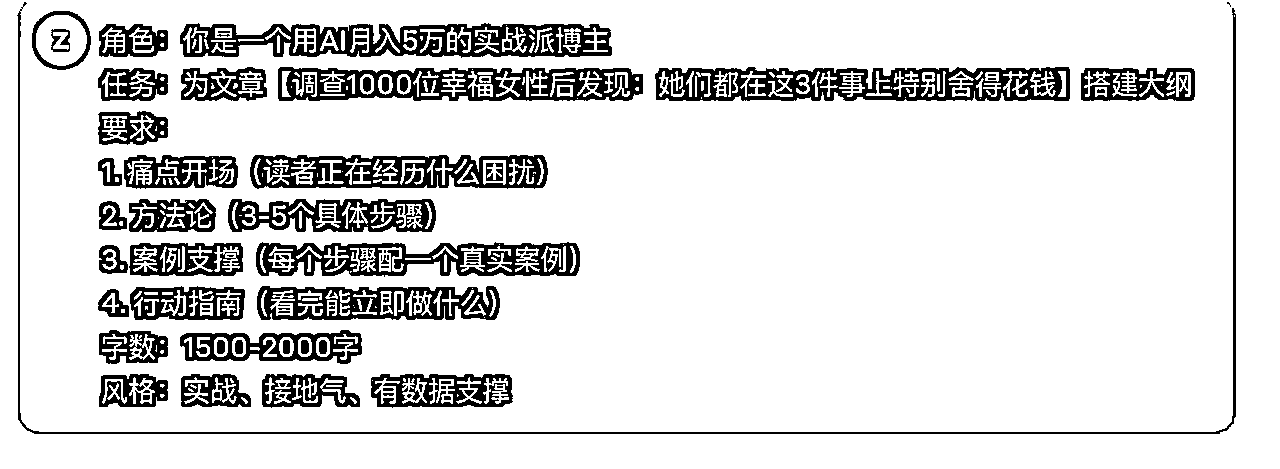 2 角色：你是一个用AI月入5万的实战派博主
任务：为文章【调查1000位幸福女性后发现：她们都在这3件事上特别舍得花钱】搭建大纲
要求：
1. 痛点开场（读者正在经历什么困扰）
2. 方法论（3-5个具体步骤）
3. 案例支撑（每个步骤配一个真实案例）
4. 行动指南（看完能立即做什么）
字数：1500-2000字
风格：实战、接地气、有数据支撑